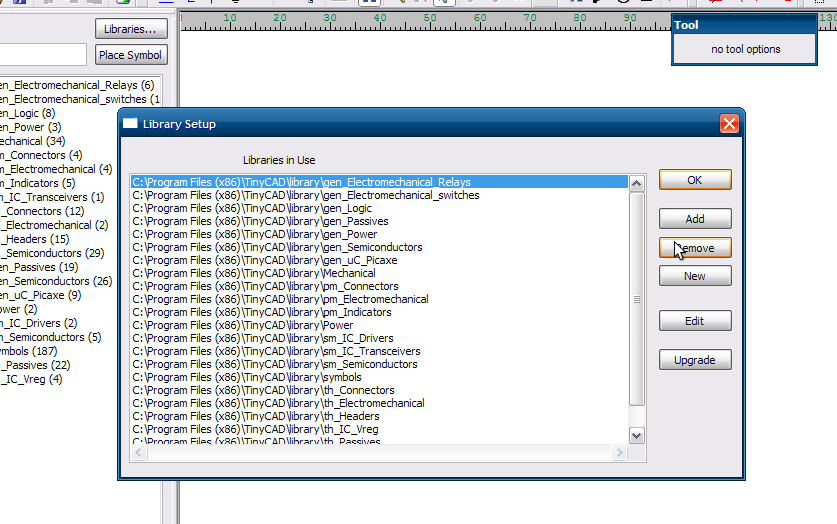 10 20 30 40 50 60 70 80 90 130
Libraries...
Place Symbol
en_Electromechanical_Relays (6)
en_Electromechanical_switches (1
en_Logic (8)
en_Power (3)
echanical (34)
m_Connectors (4)
m_Electromechanical (4)
m_Indicators (5)
m_IC_Transceivers (1)
_Connectors (12)
_Electromechanical (2)
_Headers (15)
_Semiconductors (29)
en_Passives (19)
en_Semiconductors (26)
en_uC_Picaxe (9)
ower (2)
m_IC_Drivers (2)
m_Semiconductors (5)
ymbols (187)
_Passives (22)
_IC_Vreg (4)
Tool
no tool options
Library Setup
Libraries in Use
C:\Program Files (x86)\TinyCAD\library\gen_Electromechanical_Relays
C:\Program Files (x86)\TinyCAD\library\gen_Electromechanical_switches
C:\Program Files (x86)\TinyCAD\library\gen_Logic
C:\Program Files (x86)\TinyCAD\library\gen_Passives
C:\Program Files (x86)\TinyCAD\library\gen_Power
C:\Program Files (x86)\TinyCAD\library\gen_Semiconductors
C:\Program Files (x86)\TinyCAD\library\gen_uC_Picaxe
C:\Program Files (x86)\TinyCAD\library\Mechanical
C:\Program Files (x86)\TinyCAD\library\pm_Connectors
C:\Program Files (x86)\TinyCAD\library\pm_Electromechanical
C:\Program Files (x86)\TinyCAD\library\pm_Indicators
C:\Program Files (x86)\TinyCAD\library\Power
C:\Program Files (x86)\TinyCAD\library\sm_IC_Drivers
C:\Program Files (x86)\TinyCAD\library\sm_IC_Transceivers
C:\Program Files (x86)\TinyCAD\library\sm_Semiconductors
C:\Program Files (x86)\TinyCAD\library\symbols
C:\Program Files (x86)\TinyCAD\library\th_Connectors
C:\Program Files (x86)\TinyCAD\library\th_Electromechanical
C:\Program Files (x86)\TinyCAD\library\th_Headers
C:\Program Files (x86)\TinyCAD\library\th_IC_Vreg
C:\Program Files (x86)\TinyCAD\library\th_Passives
OK
Add
Remove
New
Edit
Upgrade